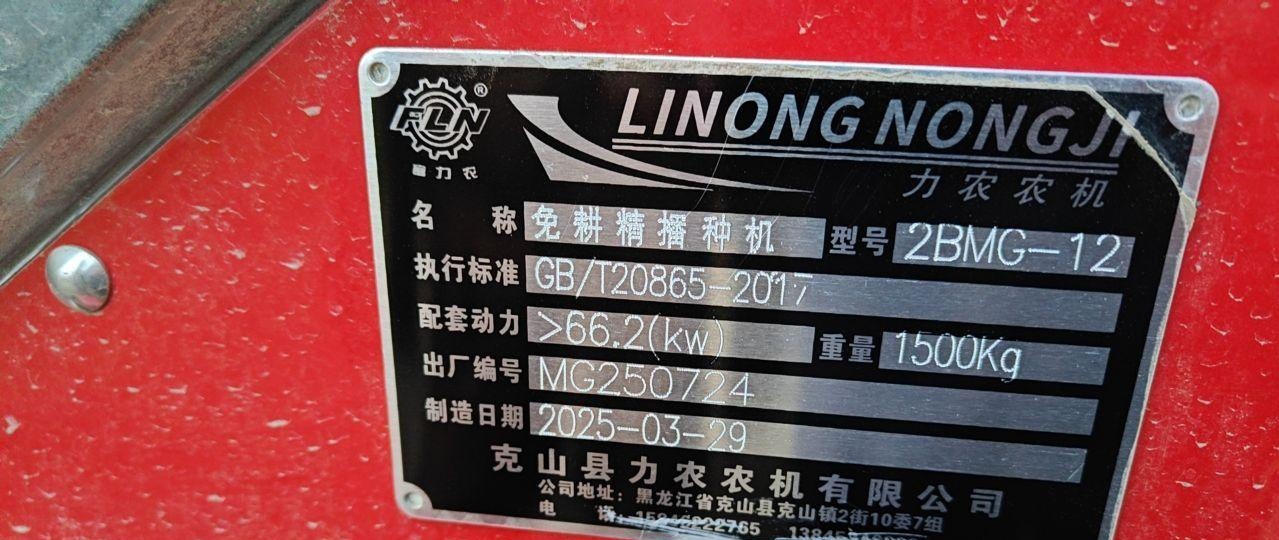 FLN® LINONG NONGJI
富力农 力农农机
名 称 免耕精播种机 型号 2BMG-12
执行标准 GB/T20865-2017
配套动力 >66.2(kw) 重量 1500Kg
出厂编号 MG250724
制造日期 2025-03-29
克山县力农农机有限公司
公司地址：黑龙江省克山县克山镇2街10委7组
电